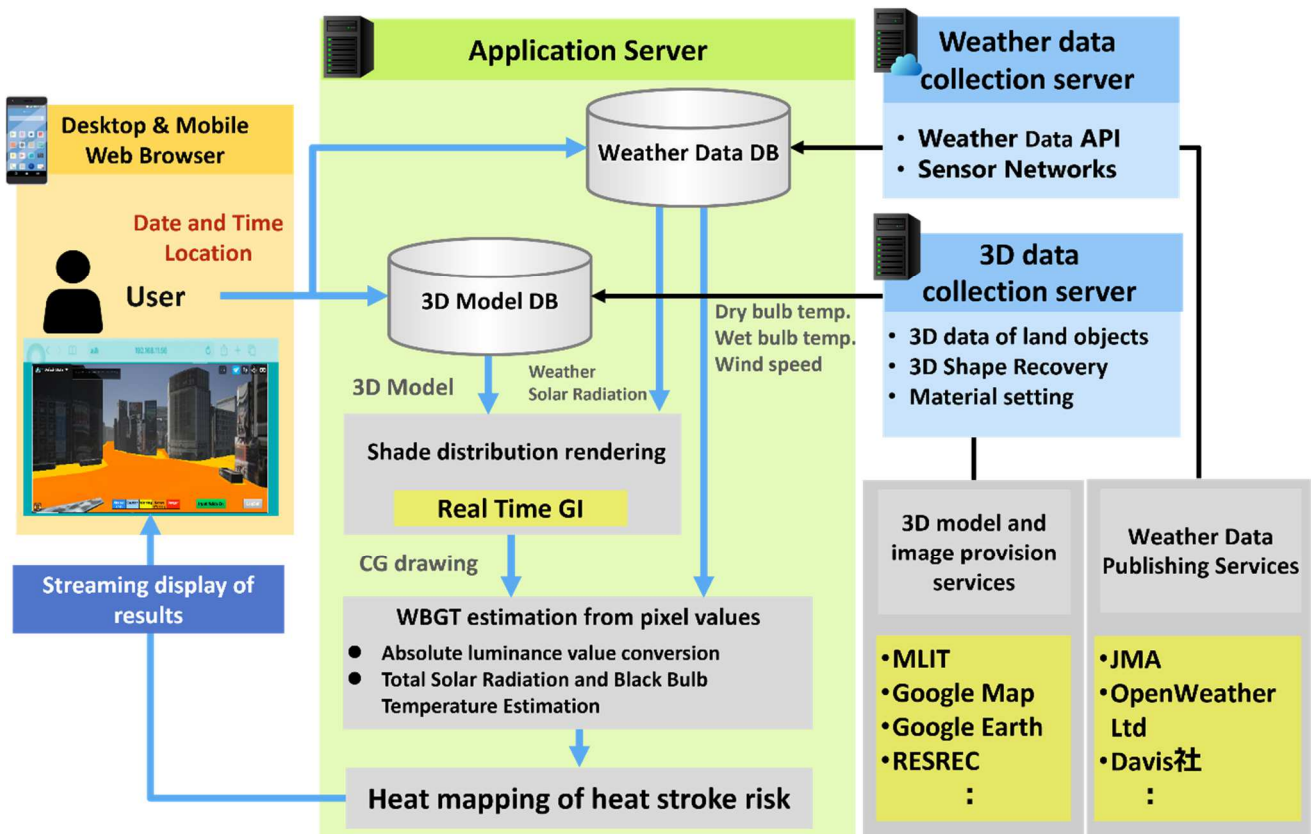 Application Server
Weather data
collection server
• Weather Data API
• Sensor Networks
Desktop & Mobile
Web Browser
Date and Time
Location
User
Weather Data DB
3D Model DB
3D data
collection server
• 3D data of land objects
• 3D Shape Recovery
• Material setting
Dry bulb temp.
Wet bulb temp.
Wind speed
3D Model
Weather
Solar Radiation
Shade distribution rendering
Real Time GI
CG drawing
Streaming display of
results
WBGT estimation from pixel values
● Absolute luminance value conversion
● Total Solar Radiation and Black Bulb
Temperature Estimation
Heat mapping of heat stroke risk
3D model and
image provision
services
•MLIT
•Google Map
•Google Earth
•RESREC
:
Weather Data
Publishing Services
•JMA
•OpenWeather
Ltd
•Davis社
: